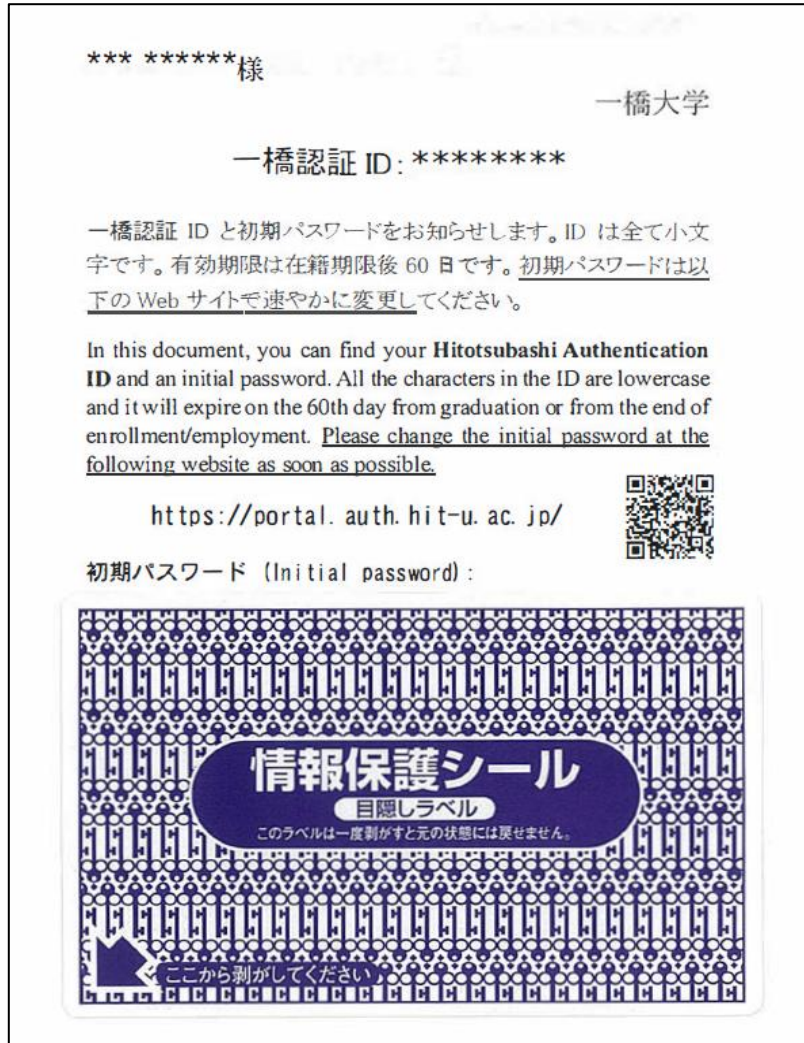 *** ******様
一橋大学
一橋認証 ID: ********
一橋認証 ID と初期パスワードをお知らせします。ID は全て小文
字です。有効期限は在籍期限後 60 日です。初期パスワードは以
下の Web サイトで速やかに変更してください。
In this document, you can find your Hitotsubashi Authentication
ID and an initial password. All the characters in the ID are lowercase
and it will expire on the 60th day from graduation or from the end of
enrollment/employment. Please change the initial password at the
following website as soon as possible.
https://portal.auth.hit-u.ac.jp/
初期パスワード (Initial password):
情報保護シール
目隠しラベル
このラベルは一度剥がすと元の状態には戻せません。
ここから剥がしてください